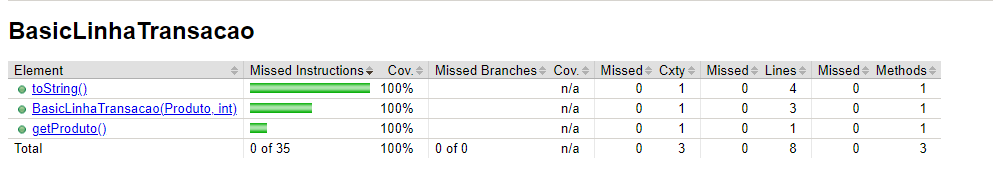 BasicLinhaTransacao
Element Missed Instructions Cov. Missed Branches Cov. Missed Cxty Missed Lines Missed Methods
toString() 100% n/a 0 1 0 4 0 1
BasicLinhaTransacao(Produto, int) 100% n/a 0 1 0 3 0 1
getProduto() 100% n/a 0 1 0 1 0 1
Total 0 of 35 100% 0 of 0 n/a 0 3 0 8 0 3